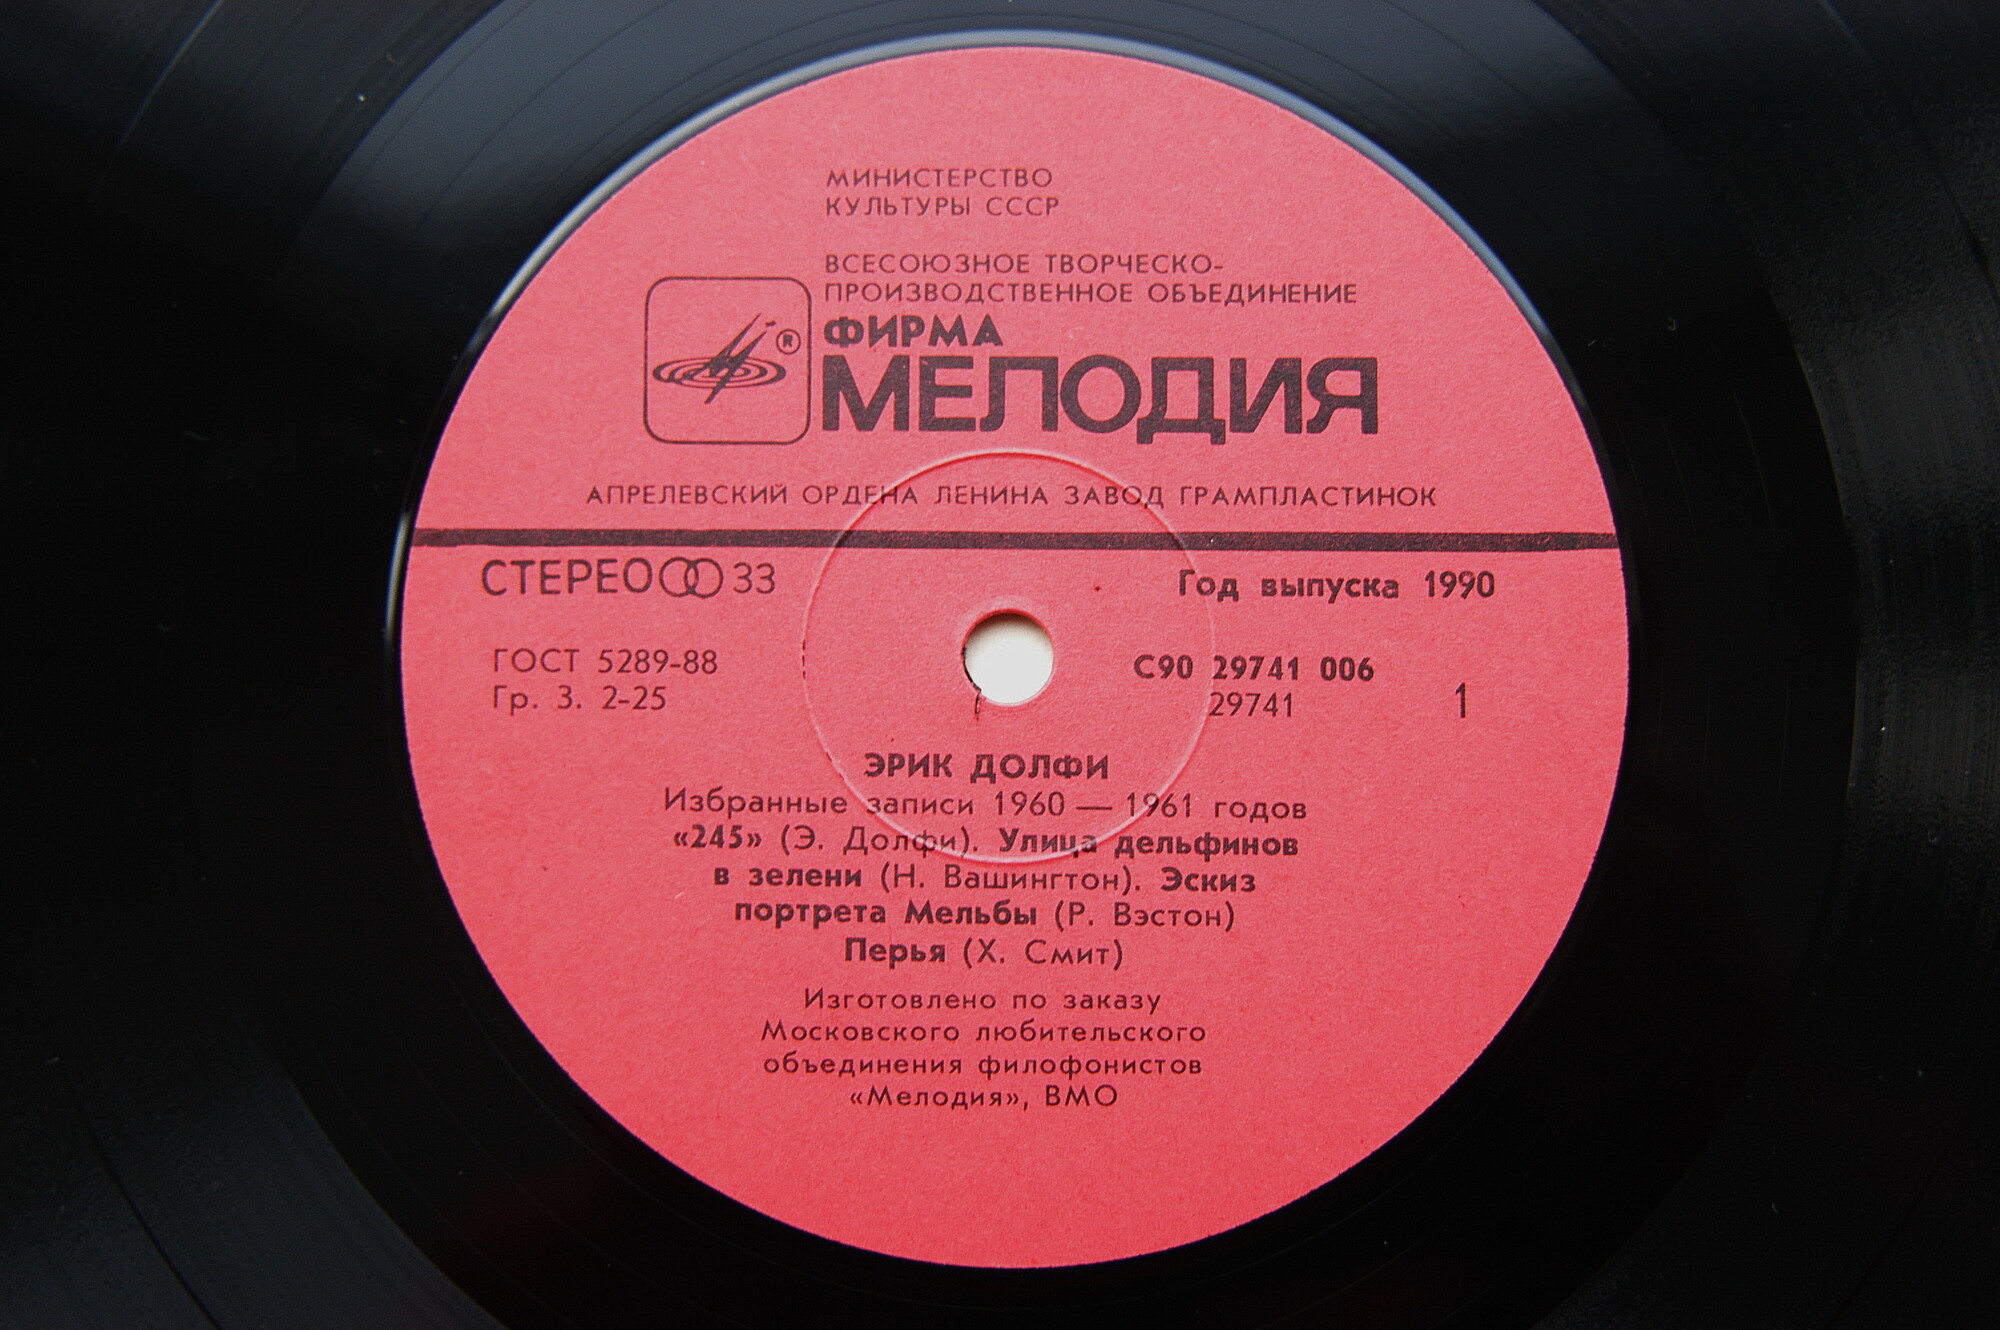 МИНИСТЕРСТВО
КУЛЬТУРЫ СССР
ВСЕСОЮЗНОЕ ТВОРЧЕСКО-
ПРОИЗВОДСТВЕННОЕ ОБЪЕДИНЕНИЕ
ФИРМА
®
МЕЛОДИЯ
АПРЕЛЕВСКИЙ ОРДЕНА ЛЕНИНА ЗАВОД ГРАМПЛАСТИНОК
СТЕРЕО 33
Год выпуска 1990
ГОСТ 5289-88
Гр. 3. 2-25
С90 29741 006
29741
1
ЭРИК ДОЛФИ
Избранные записи 1960 — 1961 годов
«245» (Э. Долфи). Улица дельфинов
в зелени (Н. Вашингтон). Эскиз
портрета Мельбы (Р. Вэстон)
Перья (Х. Смит)
Изготовлено по заказу
Московского любительского
объединения филофонистов
«Мелодия», ВМО